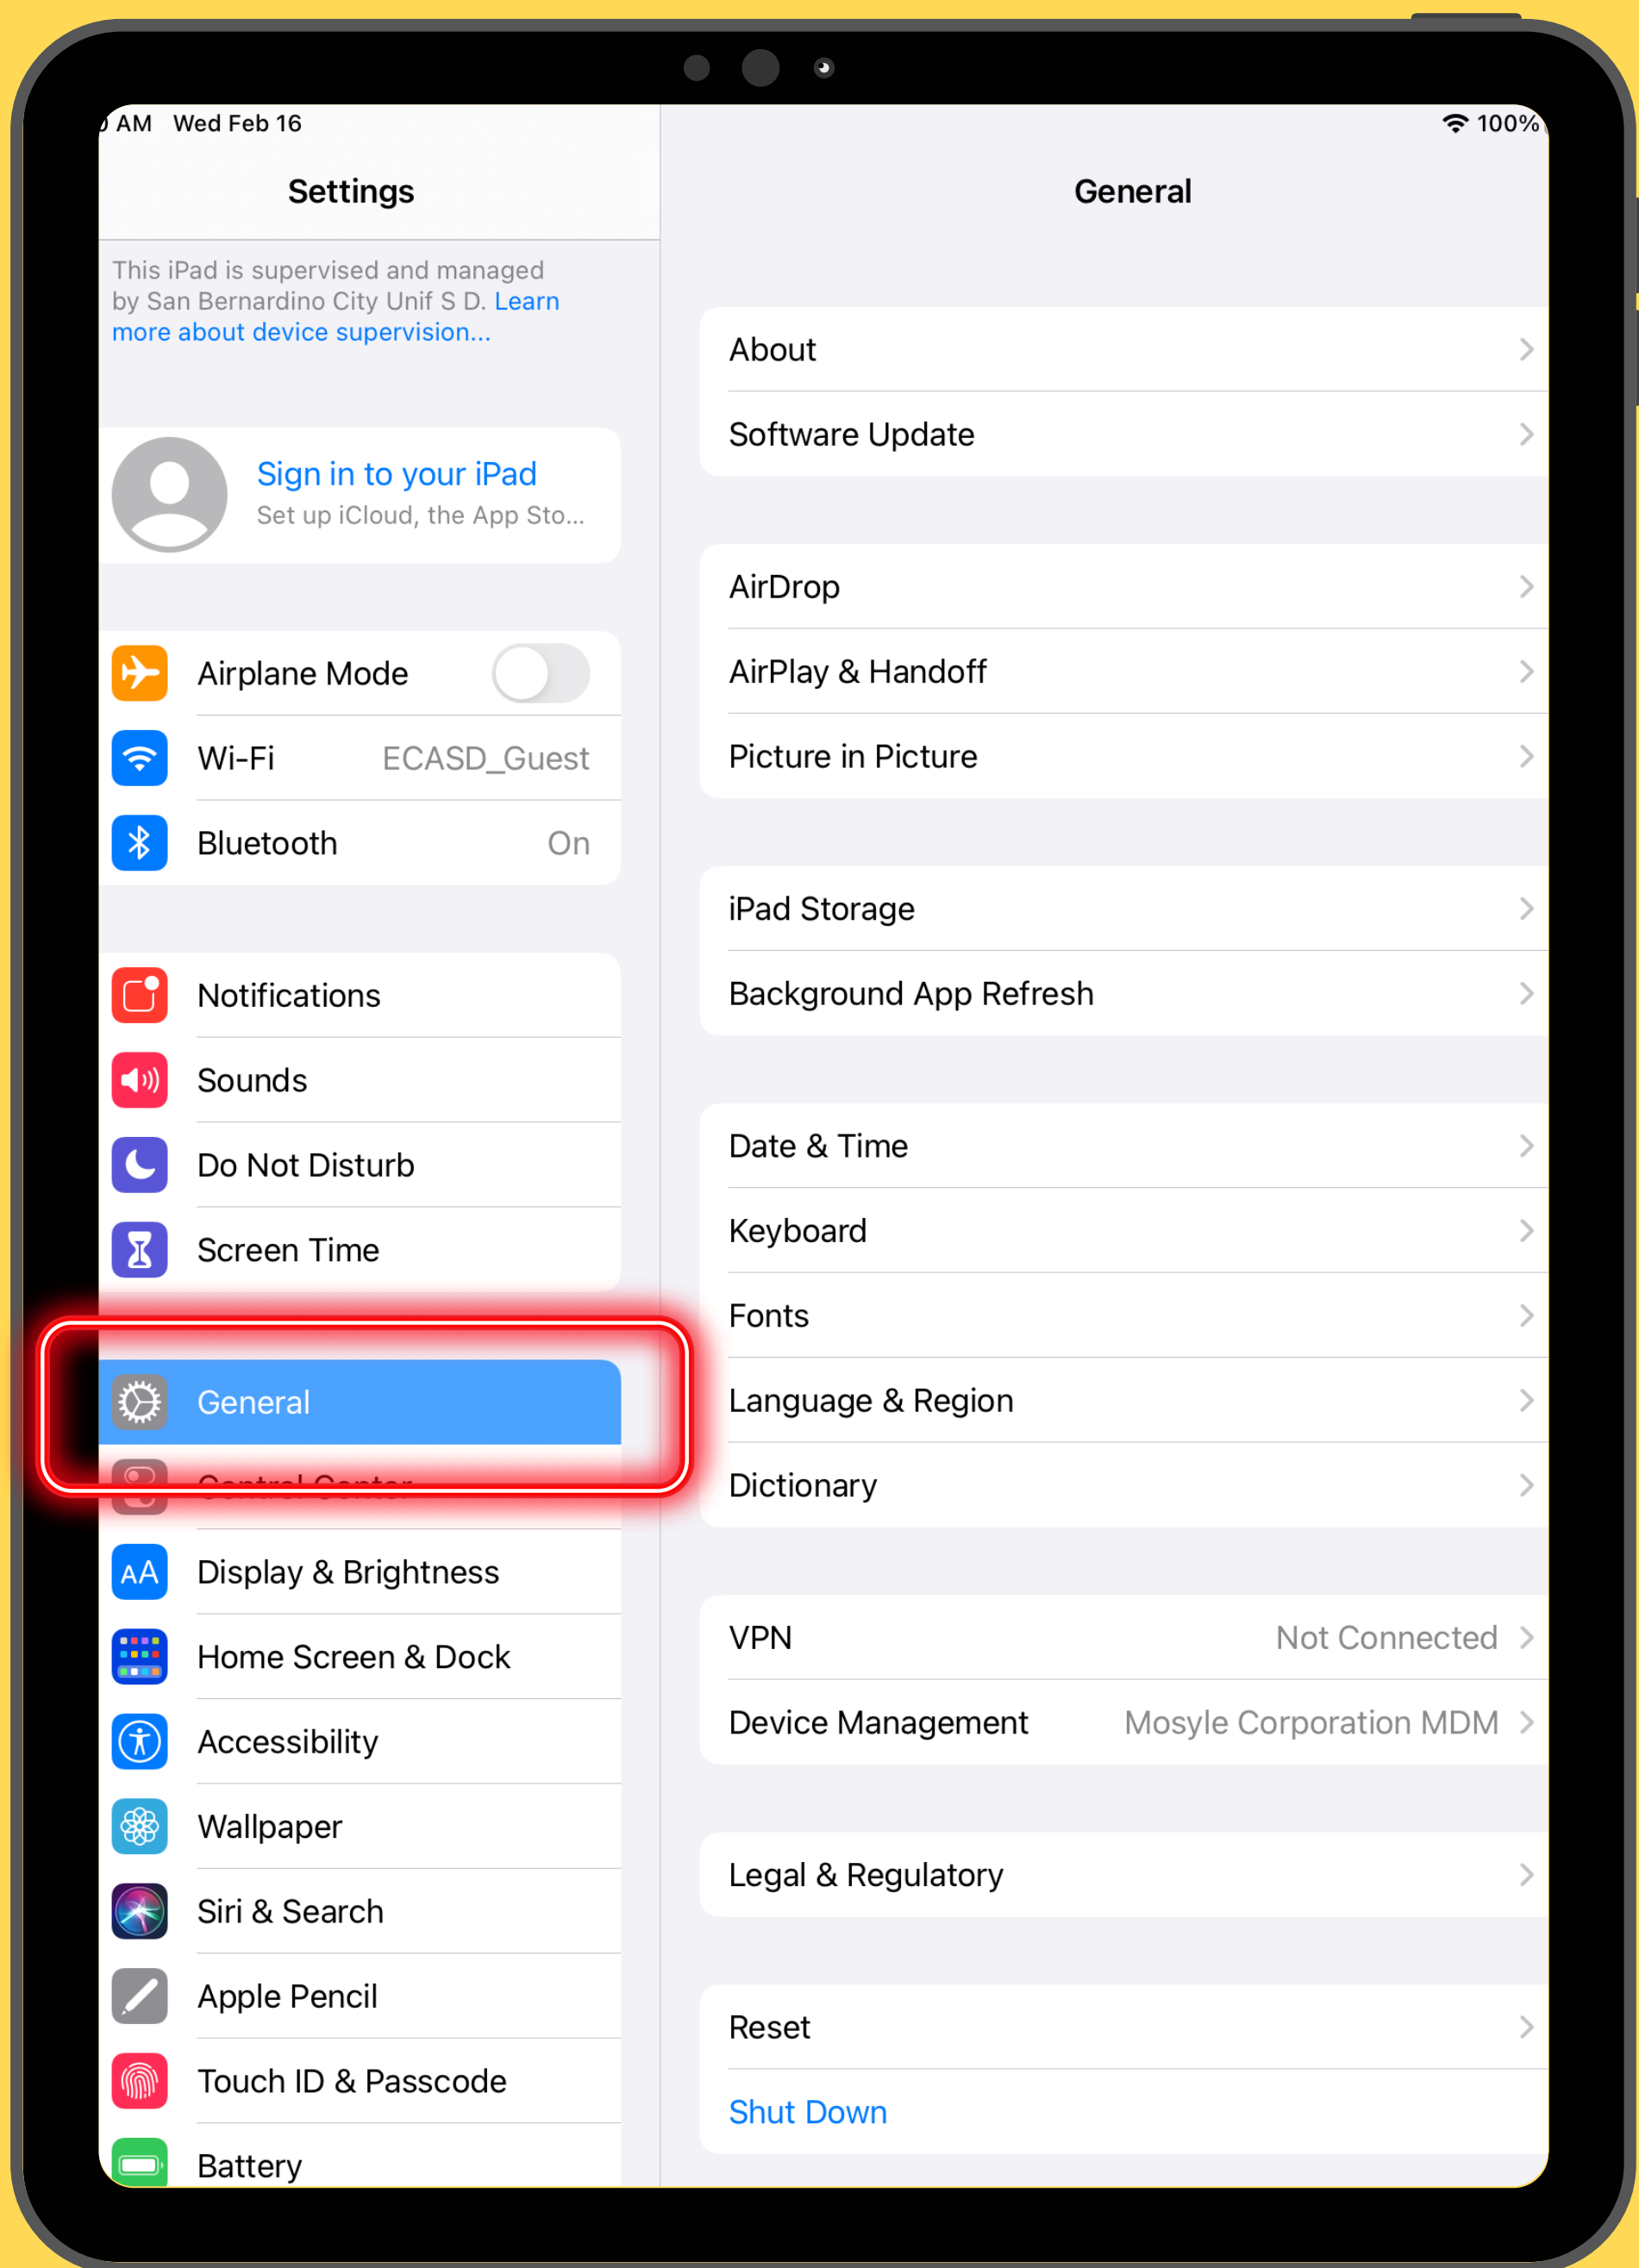 AM Wed Feb 16
100%
Settings
This iPad is supervised and managed
by San Bernardino City Unif S D. Learn
more about device supervision...
Sign in to your iPad
Set up iCloud, the App Sto...
Airplane Mode
Wi-Fi ECASD_Guest
Bluetooth On
Notifications
Sounds
Do Not Disturb
Screen Time
General
Control Center
AA Display & Brightness
Home Screen & Dock
Accessibility
Wallpaper
Siri & Search
Apple Pencil
Touch ID & Passcode
Battery
General
About
Software Update
AirDrop
AirPlay & Handoff
Picture in Picture
iPad Storage
Background App Refresh
Date & Time
Keyboard
Fonts
Language & Region
Dictionary
VPN Not Connected
Device Management Mosyle Corporation MDM
Legal & Regulatory
Reset
Shut Down